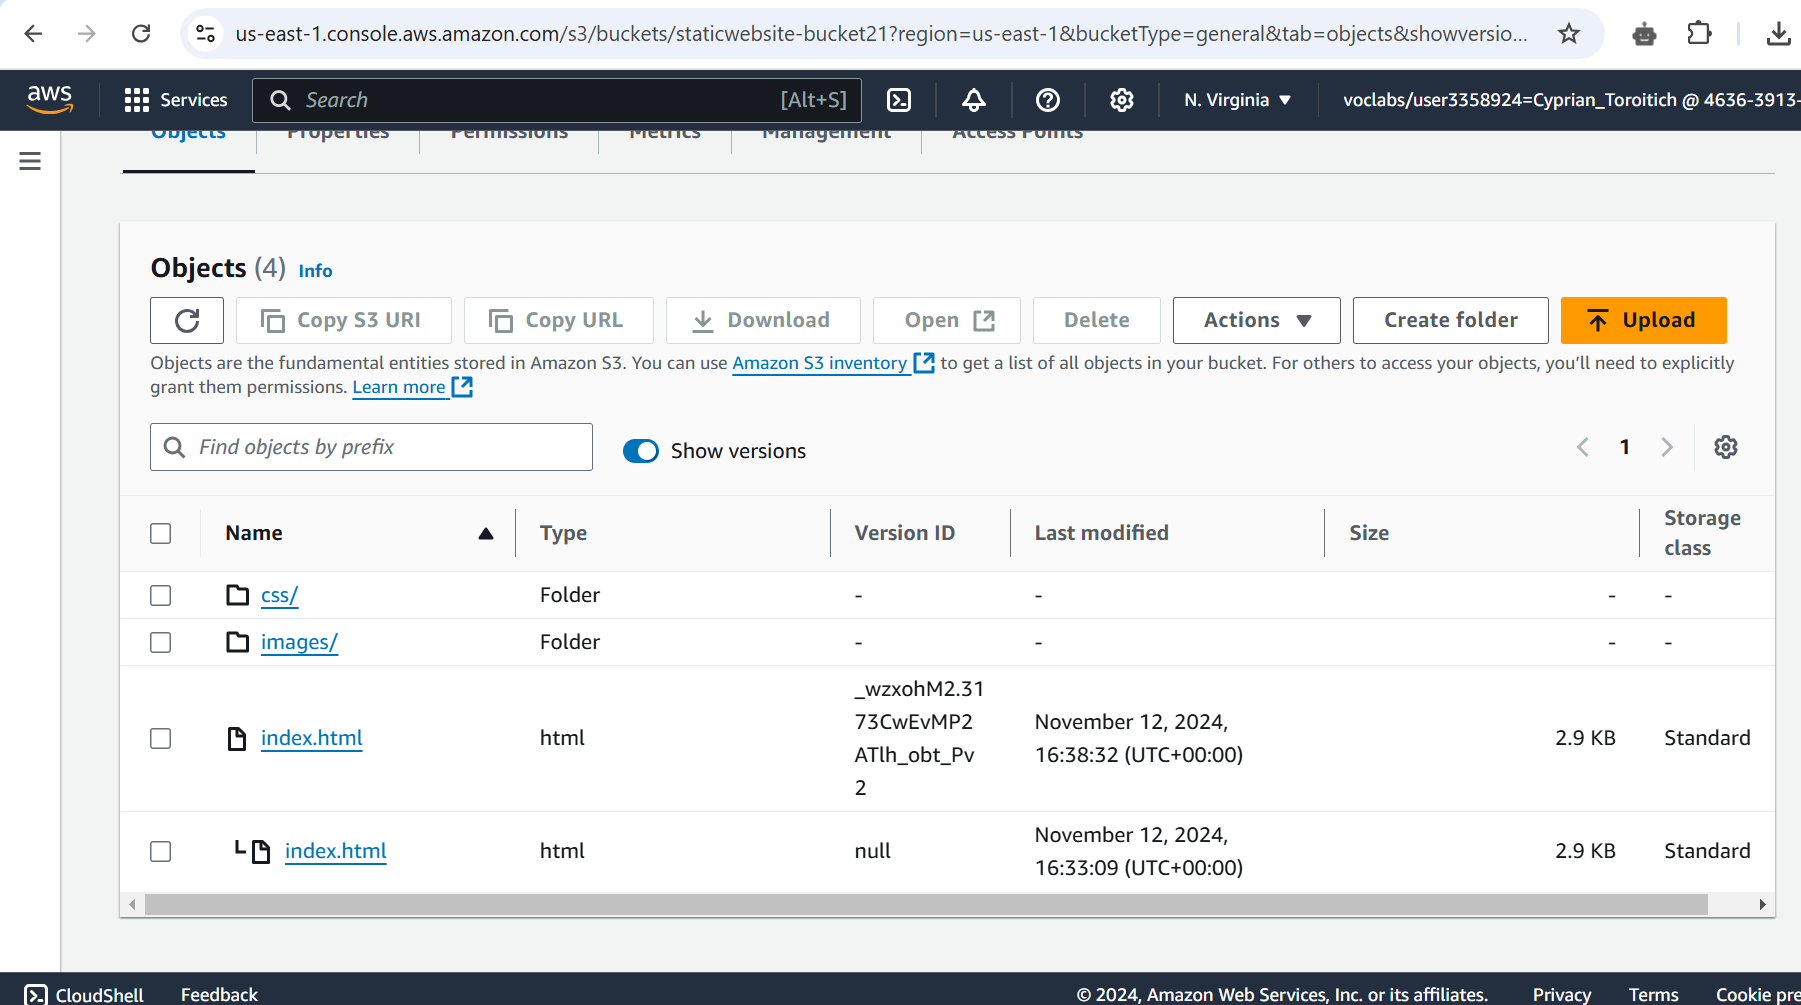 us-east-1.console.aws.amazon.com/s3/buckets/staticwebsite-bucket21?region=us-east-1&bucketType=general&tab=objects&showversio...
aws
Services
Search
[Alt+S]
N. Virginia
voclabs/user3358924=Cyprian_Toroitich @ 4636-3913-
Objects
Properties
Permissions
Metrics
Management
Access Points
Objects (4) Info
Copy S3 URI
Copy URL
Download
Open
Delete
Actions
Create folder
Upload
Objects are the fundamental entities stored in Amazon S3. You can use Amazon S3 inventory to get a list of all objects in your bucket. For others to access your objects, you’ll need to explicitly
grant them permissions. Learn more
Find objects by prefix
Show versions
1
Name
Type
Version ID
Last modified
Size
Storage
class
css/
Folder
-
-
-
-
images/
Folder
-
-
-
-
index.html
html
_wzxohM2.31
73CwEvMP2
ATlh_obt_Pv
2
November 12, 2024,
16:38:32 (UTC+00:00)
2.9 KB
Standard
index.html
html
null
November 12, 2024,
16:33:09 (UTC+00:00)
2.9 KB
Standard
CloudShell
Feedback
© 2024, Amazon Web Services, Inc. or its affiliates.
Privacy
Terms
Cookie pre